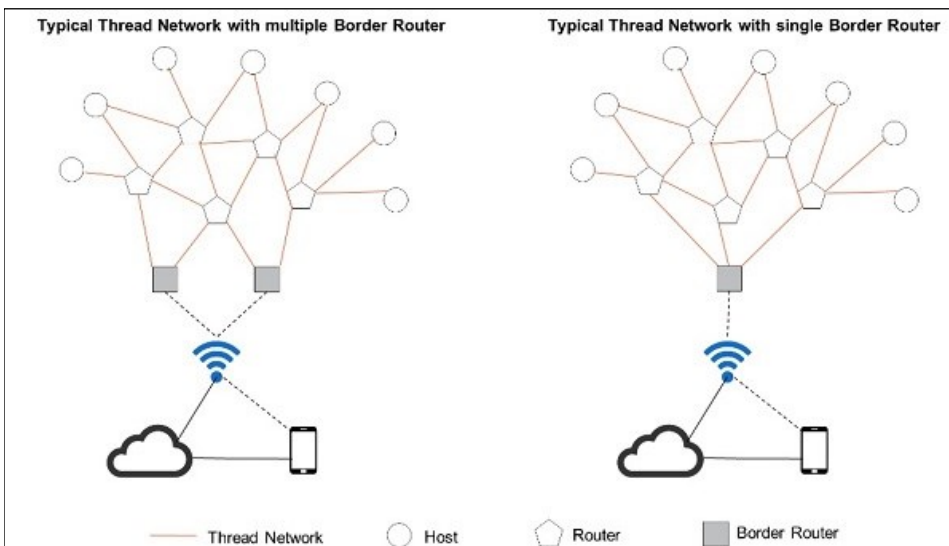 Typical Thread Network with multiple Border Router
Typical Thread Network with single Border Router
Thread Network
Host
Router
Border Router